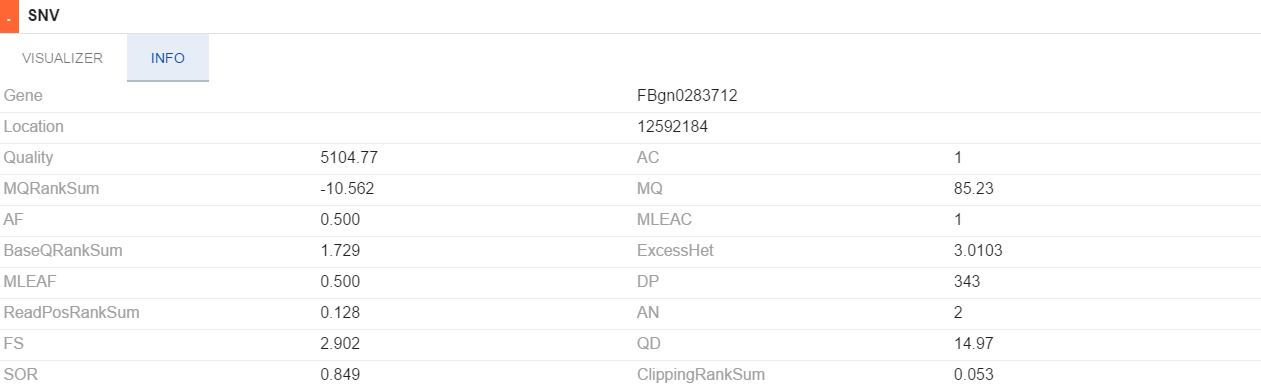 . SNV
VISUALIZER INFO
Gene FBgn0283712
Location 12592184
Quality 5104.77 AC 1
MQRankSum -10.562 MQ 85.23
AF 0.500 MLEAC 1
BaseQRankSum 1.729 ExcessHet 3.0103
MLEAF 0.500 DP 343
ReadPosRankSum 0.128 AN 2
FS 2.902 QD 14.97
SOR 0.849 ClippingRankSum 0.053